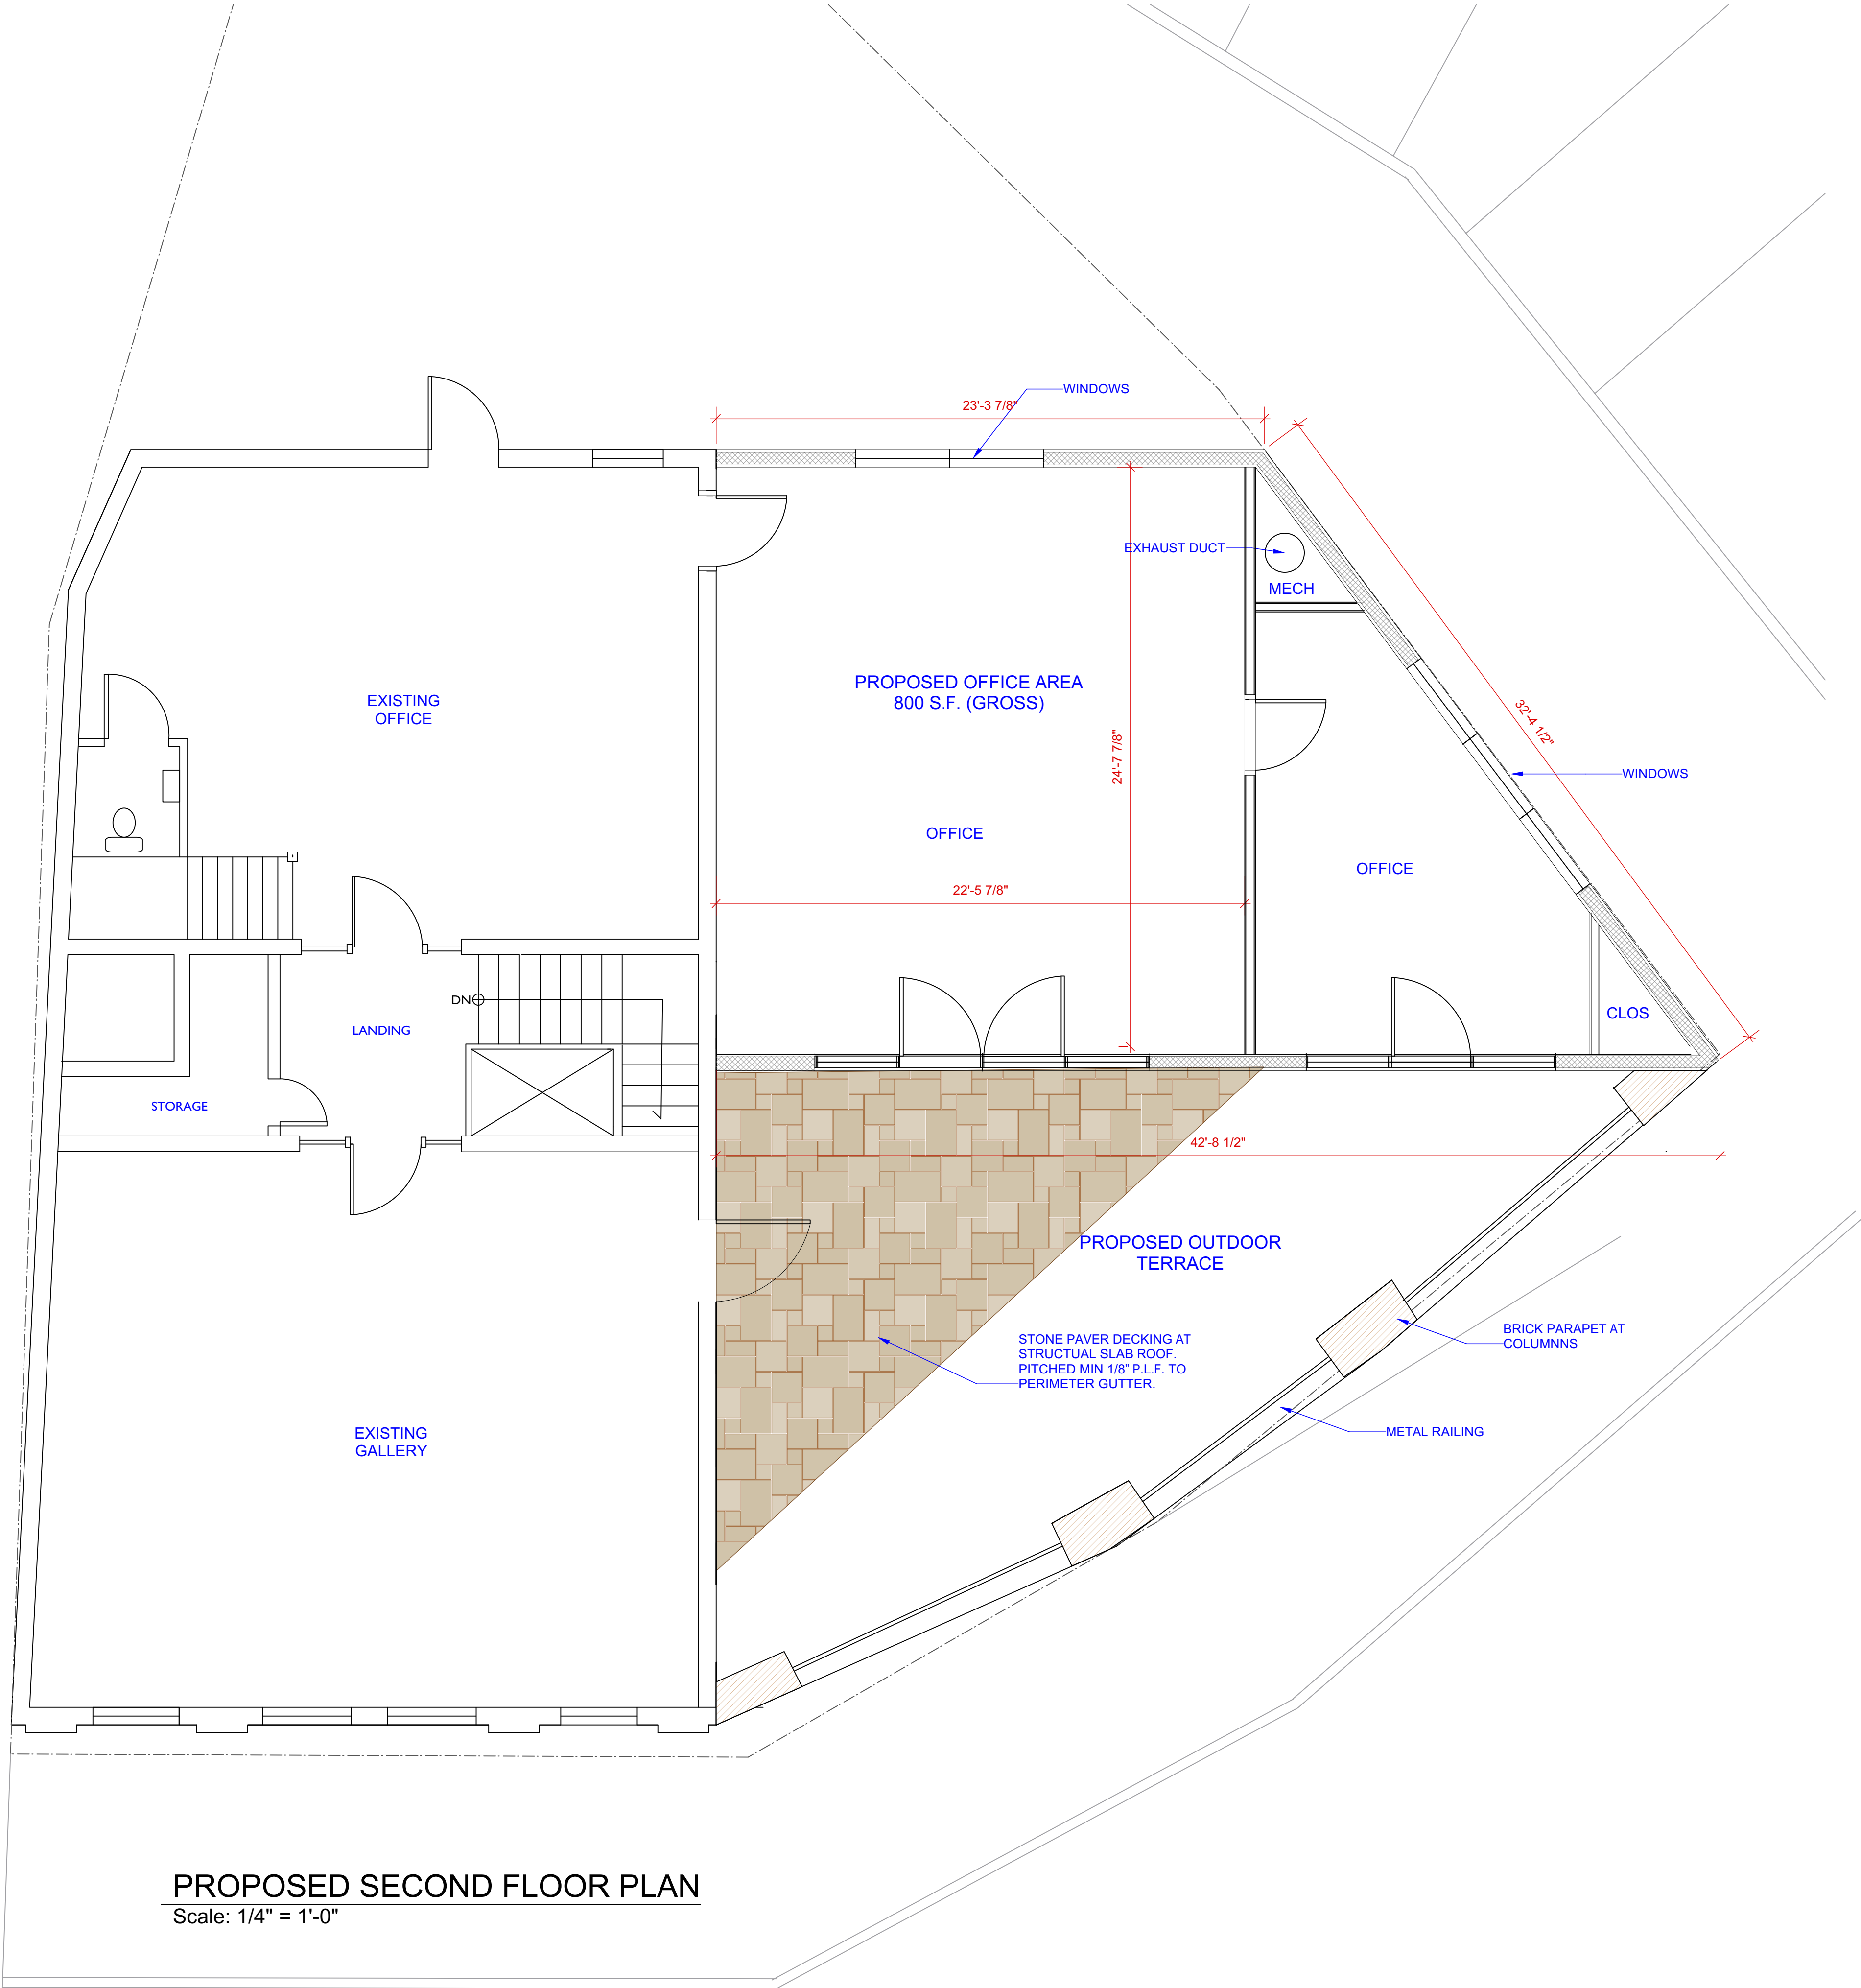 WINDOWS
23'-3 7/8"
EXHAUST DUCT
MECH
PROPOSED OFFICE AREA
800 S.F. (GROSS)
EXISTING
OFFICE
32'-4 1/2"
24'-7 7/8"
WINDOWS
OFFICE
OFFICE
22'-5 7/8"
DN
LANDING
CLOS
STORAGE
42'-8 1/2"
PROPOSED OUTDOOR
TERRACE
STONE PAVER DECKING AT
STRUCTUAL SLAB ROOF.
PITCHED MIN 1/8" P.L.F. TO
PERIMETER GUTTER.
BRICK PARAPET AT
COLUMNNS
METAL RAILING
EXISTING
GALLERY
PROPOSED SECOND FLOOR PLAN
Scale: 1/4" = 1'-0"